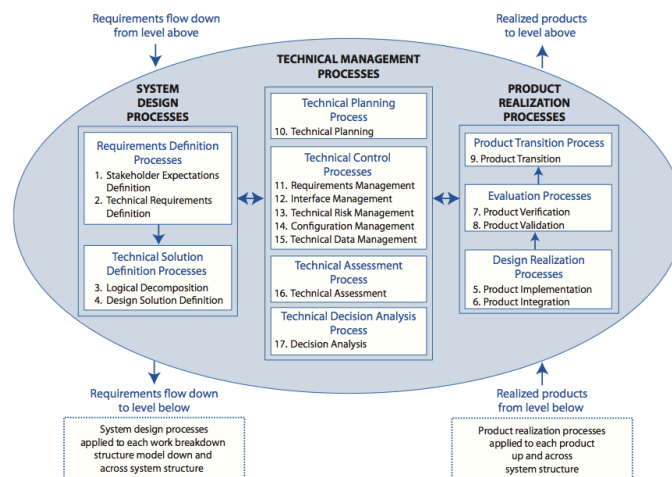 Requirements flow down
from level above
Realized products
to level above
TECHNICAL MANAGEMENT
PROCESSES
SYSTEM
DESIGN
PROCESSES
Requirements Definition
Processes
1. Stakeholder Expectations
Definition
2. Technical Requirements
Definition
Technical Solution
Definition Processes
3. Logical Decomposition
4. Design Solution Definition
Technical Planning
Process
10. Technical Planning
Technical Control
Processes
11. Requirements Management
12. Interface Management
13. Technical Risk Management
14. Configuration Management
15. Technical Data Management
Technical Assessment
Process
16. Technical Assessment
Technical Decision Analysis
Process
17. Decision Analysis
PRODUCT
REALIZATION
PROCESSES
Product Transition Process
9. Product Transition
Evaluation Processes
7. Product Verification
8. Product Validation
Design Realization
Processes
5. Product Implementation
6. Product Integration
Requirements flow down
to level below
Realized products
from level below
System design processes
applied to each work breakdown
structure model down and
across system structure
Product realization processes
applied to each product
up and across
system structure